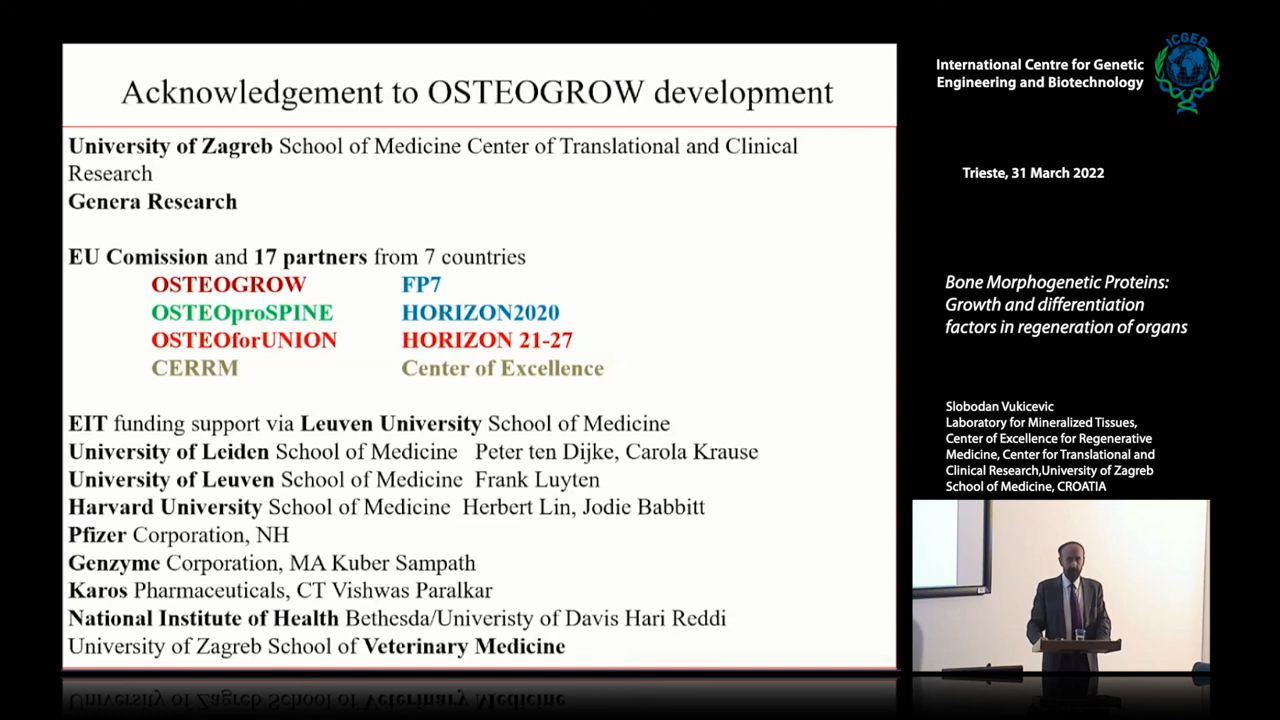 Acknowledgement to OSTEOGROW development
University of Zagreb School of Medicine Center of Translational and Clinical
Research
Genera Research
EU Comission and 17 partners from 7 countries
OSTEOGROW FP7
OSTEOproSPINE HORIZON2020
OSTEOforUNION HORIZON 21-27
CERRM Center of Excellence
EIT funding support via Leuven University School of Medicine
University of Leiden School of Medicine Peter ten Dijke, Carola Krause
University of Leuven School of Medicine Frank Luyten
Harvard University School of Medicine Herbert Lin, Jodie Babbitt
Pfizer Corporation, NH
Genzyme Corporation, MA Kuber Sampath
Karos Pharmaceuticals, CT Vishwas Paralkar
National Institute of Health Bethesda/Univeristy of Davis Hari Reddi
University of Zagreb School of Veterinary Medicine
International Centre for Genetic
Engineering and Biotechnology
ICGEB
Trieste, 31 March 2022
Bone Morphogenetic Proteins:
Growth and differentiation
factors in regeneration of organs
Slobodan Vukicevic
Laboratory for Mineralized Tissues,
Center of Excellence for Regenerative
Medicine, Center for Translational and
Clinical Research,University of Zagreb
School of Medicine, CROATIA